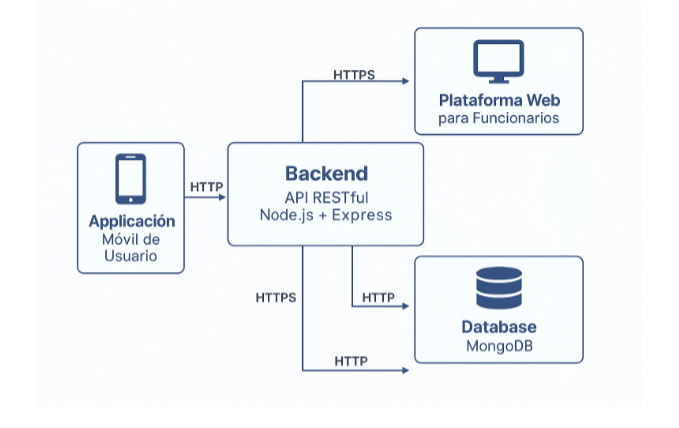 HTTPS
Plataforma Web
para Funcionarios
HTTP
Applicación
Móvil de
Usuario
Backend
API RESTful
Node.js + Express
HTTPS
HTTP
HTTP
Database
MongoDB